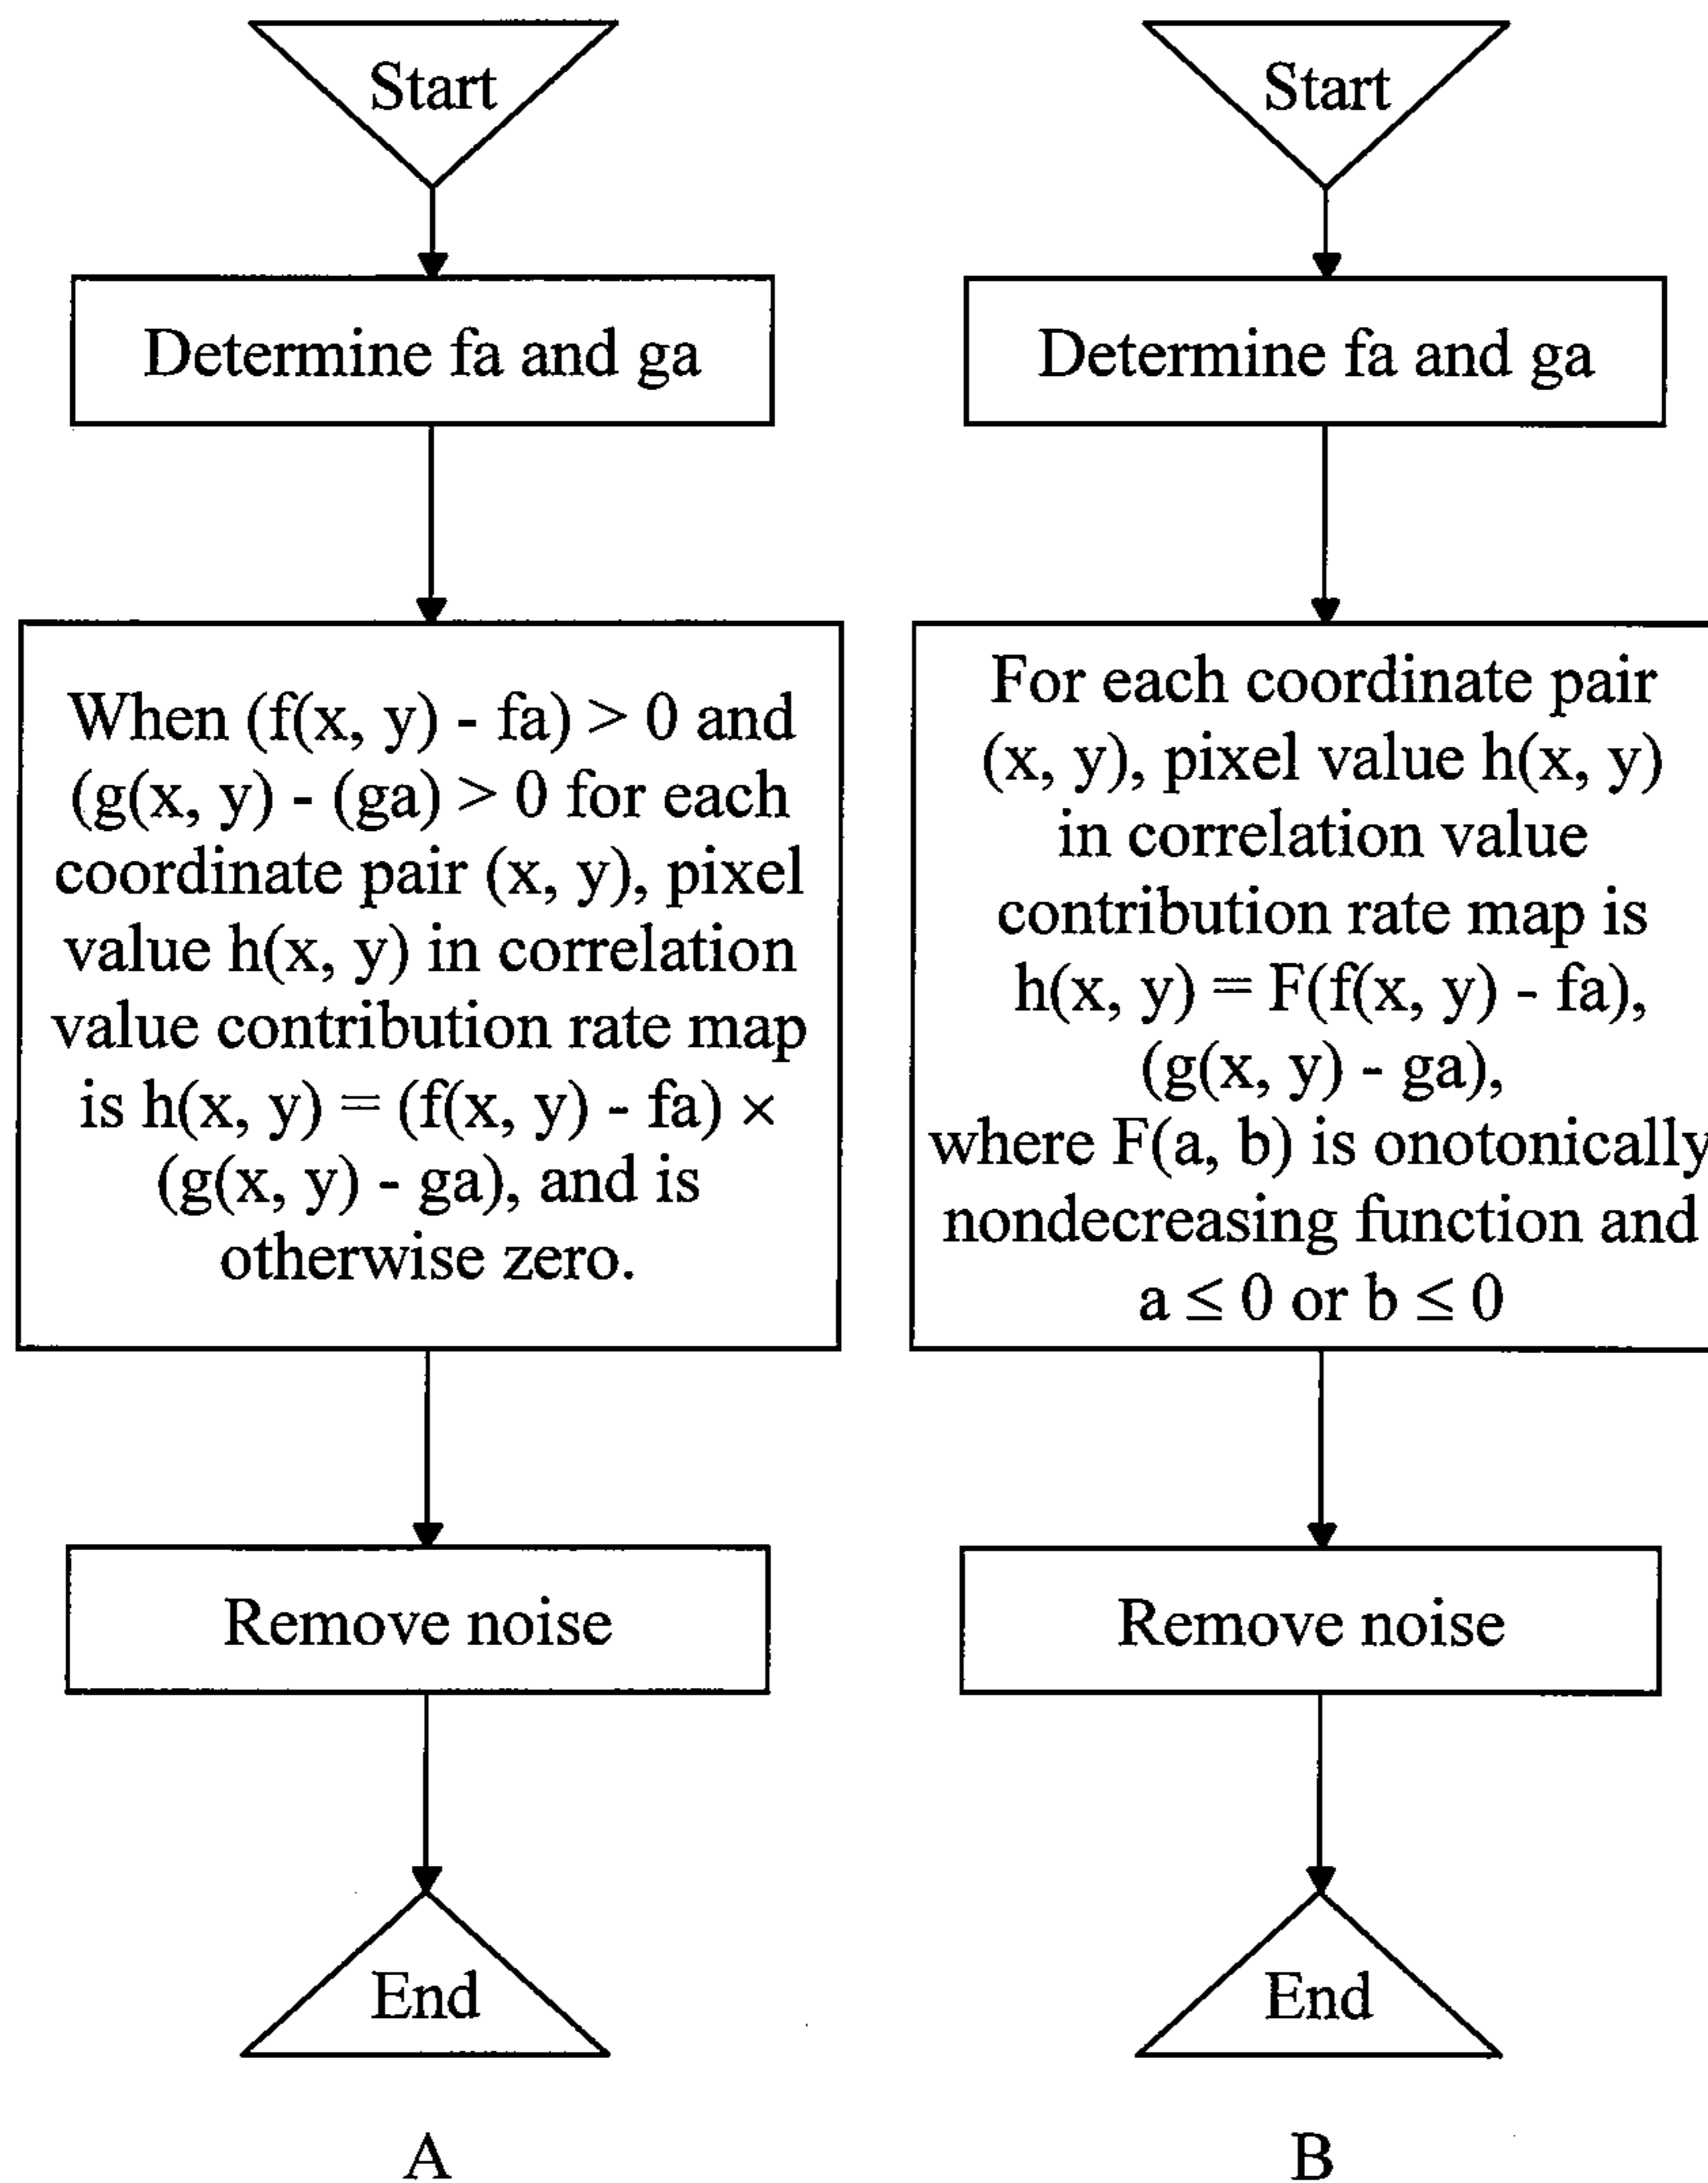 Start
Determine fa and ga
When (f(x, y) - fa) > 0 and
(g(x, y) - (ga) > 0 for each
coordinate pair (x, y), pixel
value h(x, y) in correlation
value contribution rate map
is h(x, y) = (f(x, y) - fa) ×
(g(x, y) - ga), and is
otherwise zero.
Remove noise
End
A
Start
Determine fa and ga
For each coordinate pair
(x, y), pixel value h(x, y)
in correlation value
contribution rate map is
h(x, y) = F(f(x, y) - fa),
(g(x, y) - ga),
where F(a, b) is onotonically
nondecreasing function and
a ≤ 0 or b ≤ 0
Remove noise
End
B